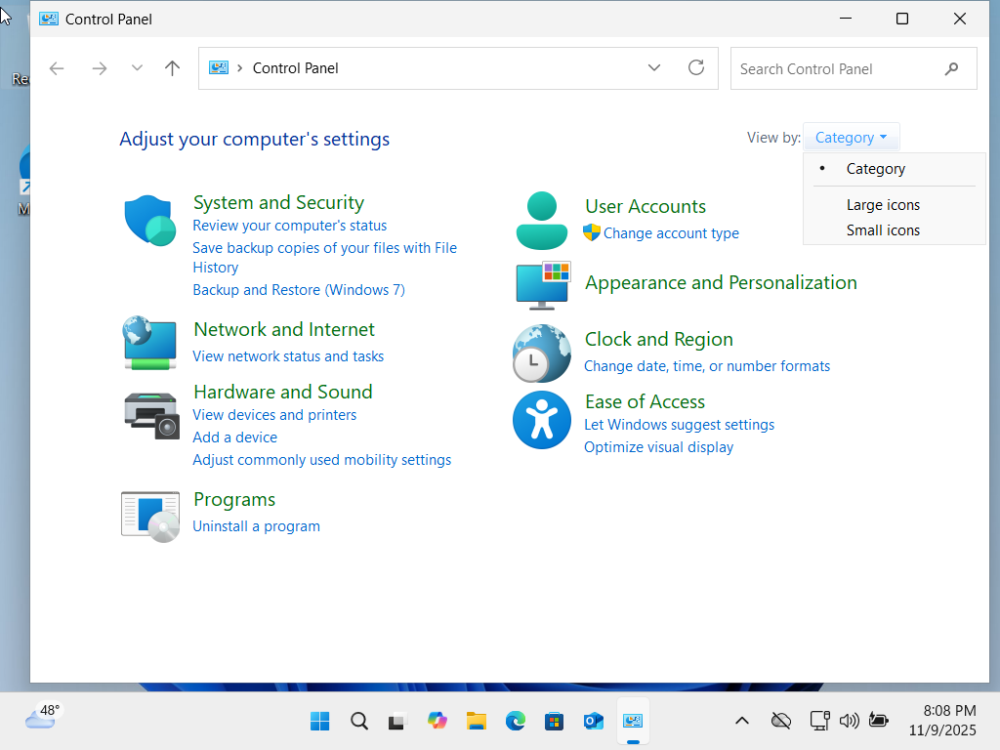 Control Panel
Control Panel
Search Control Panel
Adjust your computer's settings
View by: Category
Category
Large icons
Small icons
System and Security
Review your computer's status
Save backup copies of your files with File
History
Backup and Restore (Windows 7)
Network and Internet
View network status and tasks
Hardware and Sound
View devices and printers
Add a device
Adjust commonly used mobility settings
Programs
Uninstall a program
User Accounts
Change account type
Appearance and Personalization
Clock and Region
Change date, time, or number formats
Ease of Access
Let Windows suggest settings
Optimize visual display
48°
8:08 PM
11/9/2025